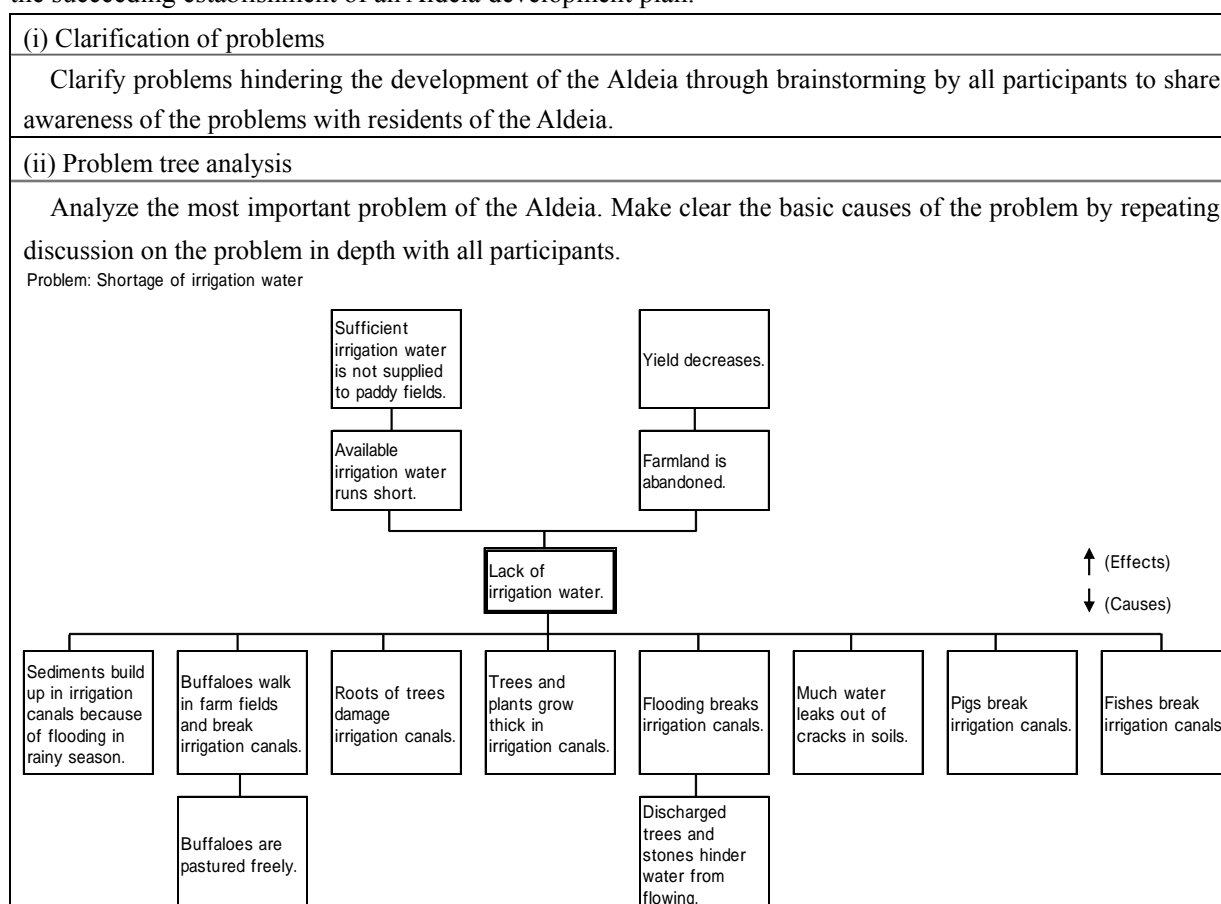 the succeeding establishment of an Aldeia development plan.
(i) Clarification of problems
Clarify problems hindering the development of the Aldeia through brainstorming by all participants to share
awareness of the problems with residents of the Aldeia.
(ii) Problem tree analysis
Analyze the most important problem of the Aldeia. Make clear the basic causes of the problem by repeating
discussion on the problem in depth with all participants.
Problem: Shortage of irrigation water
Sufficient
irrigation water
is not supplied
to paddy fields.
Yield decreases.
Available
irrigation water
runs short.
Farmland is
abandoned.
Lack of
irrigation water.
(Effects)
(Causes)
Sediments build
up in irrigation
canals because
of flooding in
rainy season.
Buffaloes walk
in farm fields
and break
irrigation canals.
Roots of trees
damage
irrigation canals.
Trees and
plants grow
thick in
irrigation canals.
Flooding breaks
irrigation canals.
Much water
leaks out of
cracks in soils.
Pigs break
irrigation canals.
Fishes break
irrigation canals
Buffaloes are
pastured freely.
Discharged
trees and
stones hinder
water from
flowing.